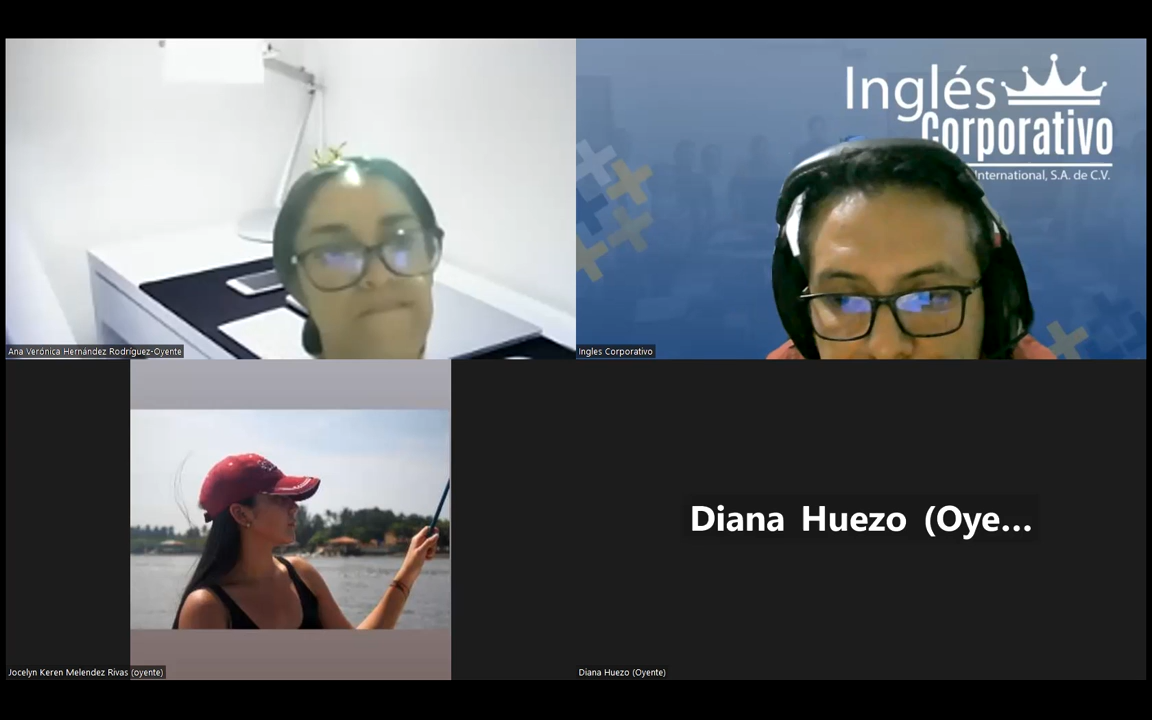 Inglés
Corporativo
International, S.A. de C.V.
Ana Verónica Hernández Rodríguez-Oyente
Ingles Corporativo
Diana Huezo (Oye...
Jocelyn Keren Melendez Rivas (oyente)
Diana Huezo (Oyente)